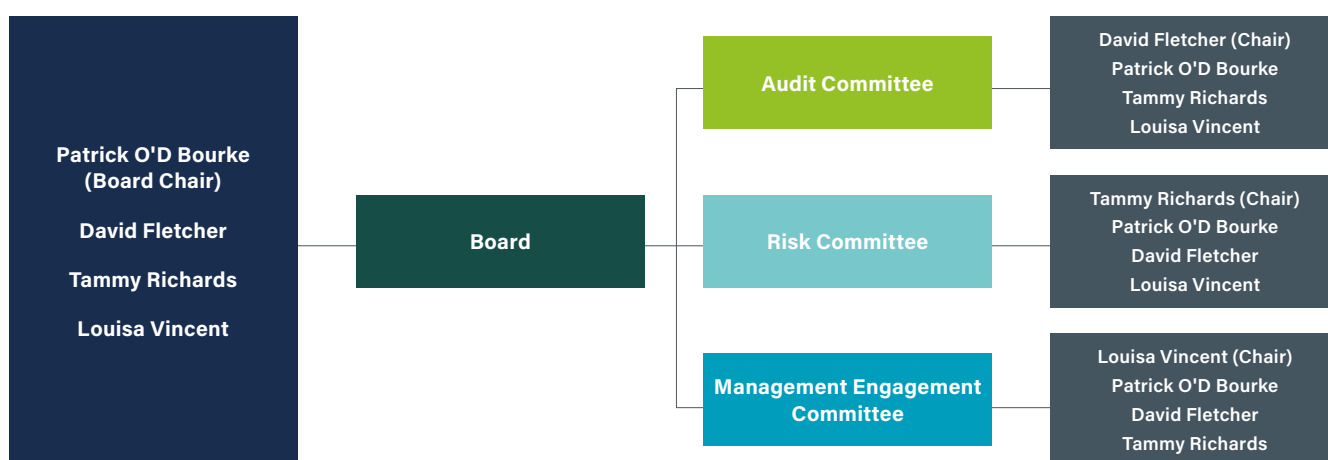 Patrick O'D Bourke
(Board Chair)
David Fletcher
Tammy Richards
Louisa Vincent
Board
Audit Committee
David Fletcher (Chair)
Patrick O'D Bourke
Tammy Richards
Louisa Vincent
Risk Committee
Tammy Richards (Chair)
Patrick O'D Bourke
David Fletcher
Louisa Vincent
Management Engagement
Committee
Louisa Vincent (Chair)
Patrick O'D Bourke
David Fletcher
Tammy Richards